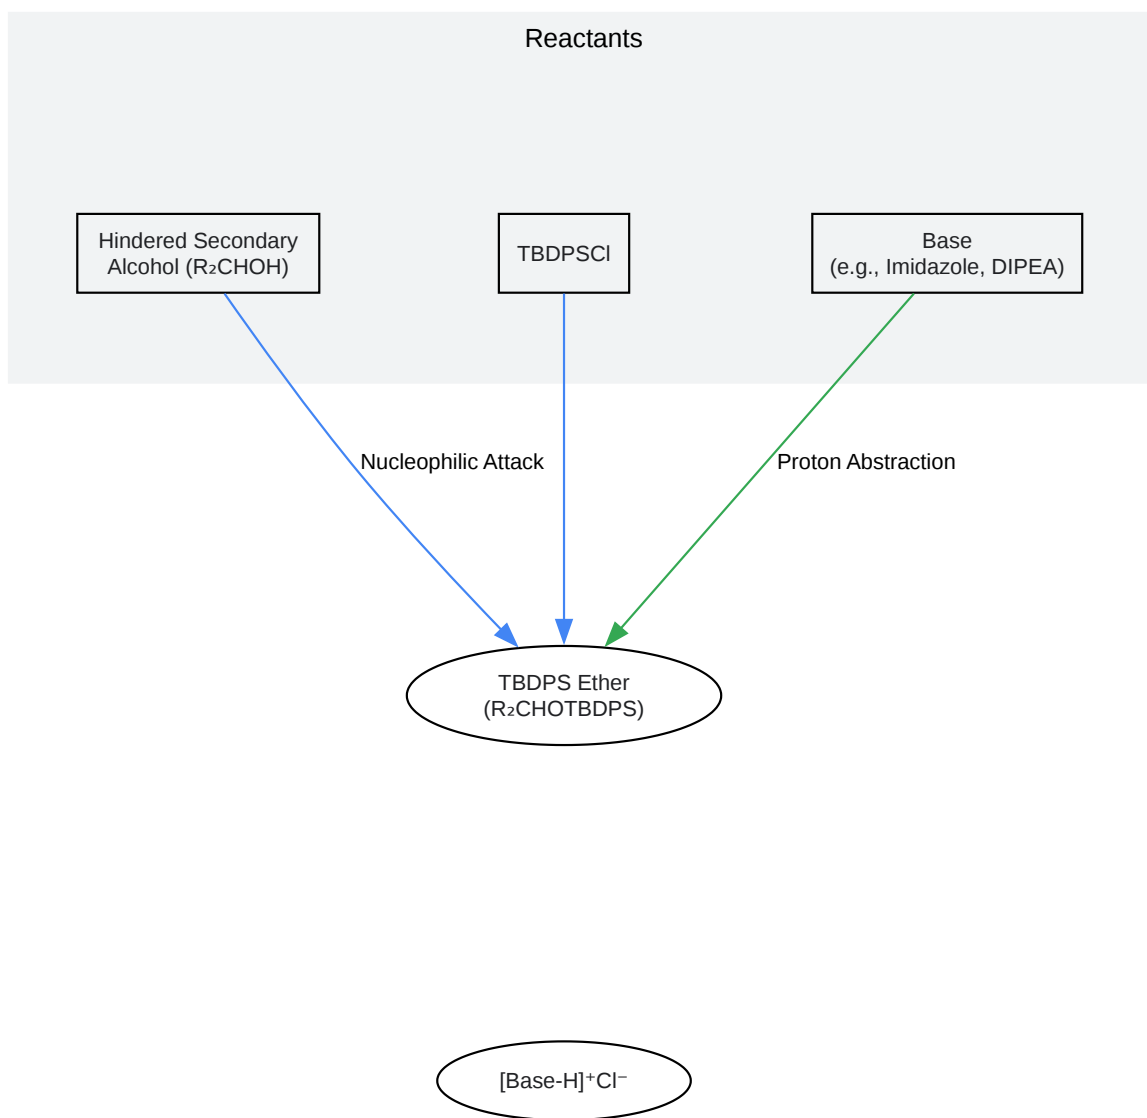 Reactants
Hindered Secondary
Alcohol (R₂CHOH)
TBDPSCl
Base
(e.g., Imidazole, DIPEA)
Nucleophilic Attack
Proton Abstraction
TBDPS Ether
(R₂CHOTBDPS)
[Base-H]⁺Cl⁻